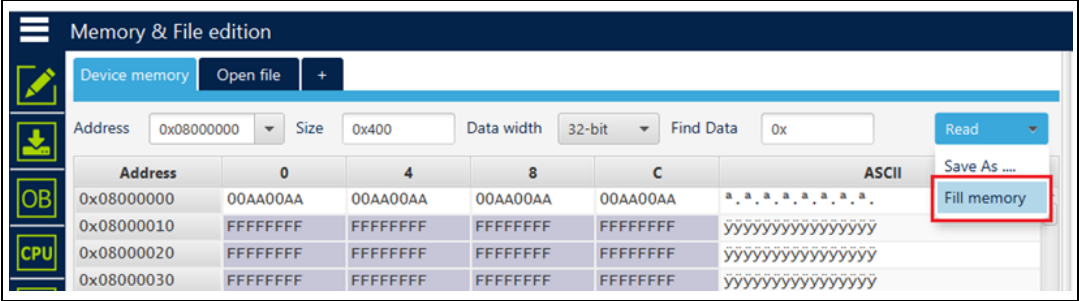 Memory & File edition
Device memory Open file +
Address 0x08000000 Size 0x400 Data width 32-bit Find Data 0x Read
Save As ....
Fill memory
Address 0 4 8 C ASCII
0x08000000 00AA00AA 00AA00AA 00AA00AA 00AA00AA ª.ª.ª.ª.ª.ª.ª.ª.
0x08000010 FFFFFFFF FFFFFFFF FFFFFFFF FFFFFFFF ÿÿÿÿÿÿÿÿÿÿÿÿÿÿÿÿ
0x08000020 FFFFFFFF FFFFFFFF FFFFFFFF FFFFFFFF ÿÿÿÿÿÿÿÿÿÿÿÿÿÿÿÿ
0x08000030 FFFFFFFF FFFFFFFF FFFFFFFF FFFFFFFF ÿÿÿÿÿÿÿÿÿÿÿÿÿÿÿÿ
OB
CPU